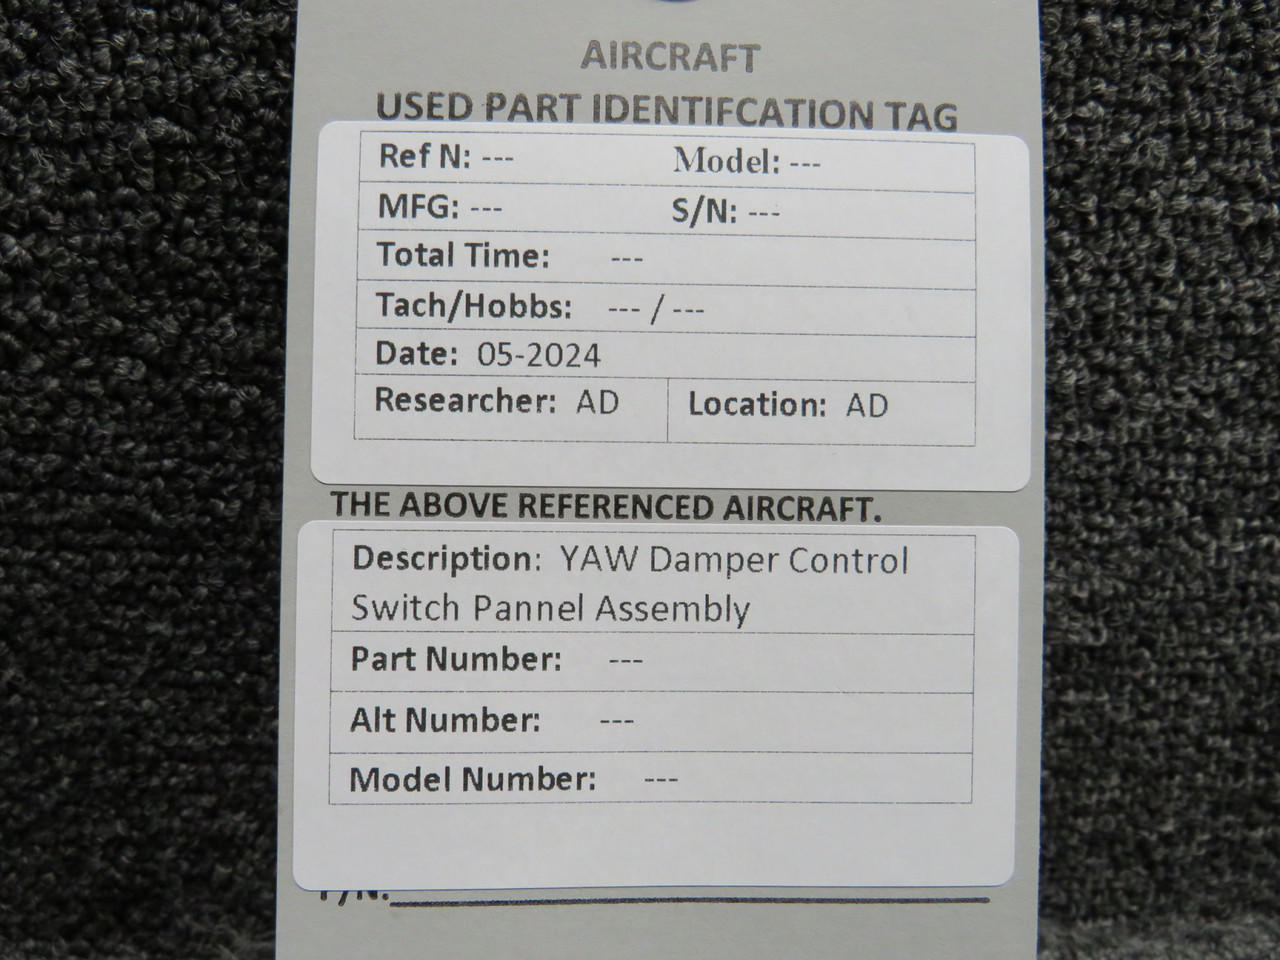 AIRCRAFT
USED PART IDENTIFCATION TAG
Ref N: --- Model: ---
MFG: --- S/N: ---
Total Time: ---
Tach/Hobbs: --- / ---
Date: 05-2024
Researcher: AD Location: AD
THE ABOVE REFERENCED AIRCRAFT.
Description: YAW Damper Control
Switch Pannel Assembly
Part Number: ---
Alt Number: ---
Model Number: ---
P/N: